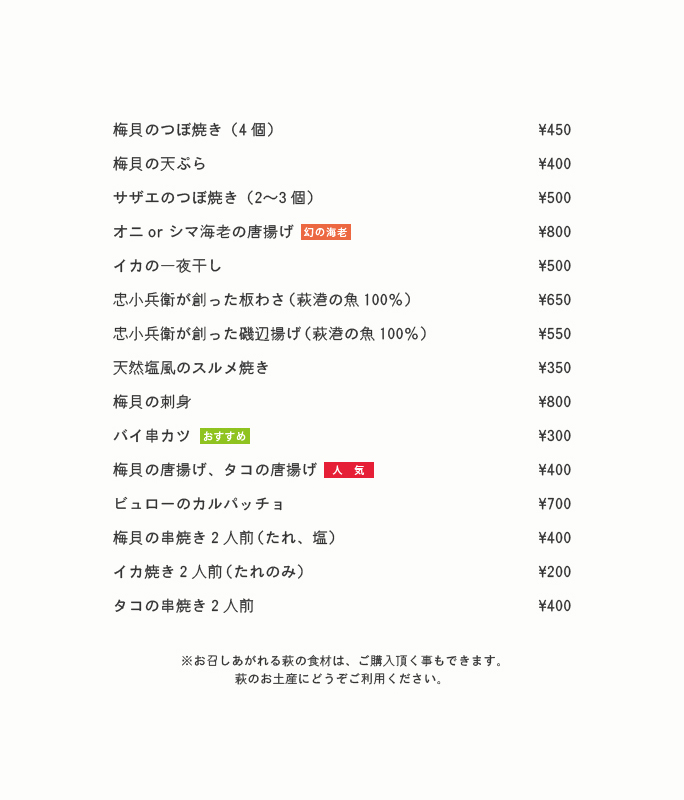 梅貝のつぼ焼き（4 個） ¥450
梅貝の天ぷら ¥400
サザエのつぼ焼き（2〜3 個） ¥500
オニ or シマ海老の唐揚げ 幻の海老 ¥800
イカの一夜干し ¥500
忠小兵衛が創った板わさ（萩港の魚 100％） ¥650
忠小兵衛が創った磯辺揚げ（萩港の魚 100％） ¥550
天然塩風のスルメ焼き ¥350
梅貝の刺身 ¥800
バイ串カツ おすすめ ¥300
梅貝の唐揚げ、タコの唐揚げ 人　気 ¥400
ビュローのカルパッチョ ¥700
梅貝の串焼き 2 人前（たれ、塩） ¥400
イカ焼き 2 人前（たれのみ） ¥200
タコの串焼き 2 人前 ¥400
※お召しあがれる萩の食材は、ご購入頂く事もできます。
萩のお土産にどうぞご利用ください。